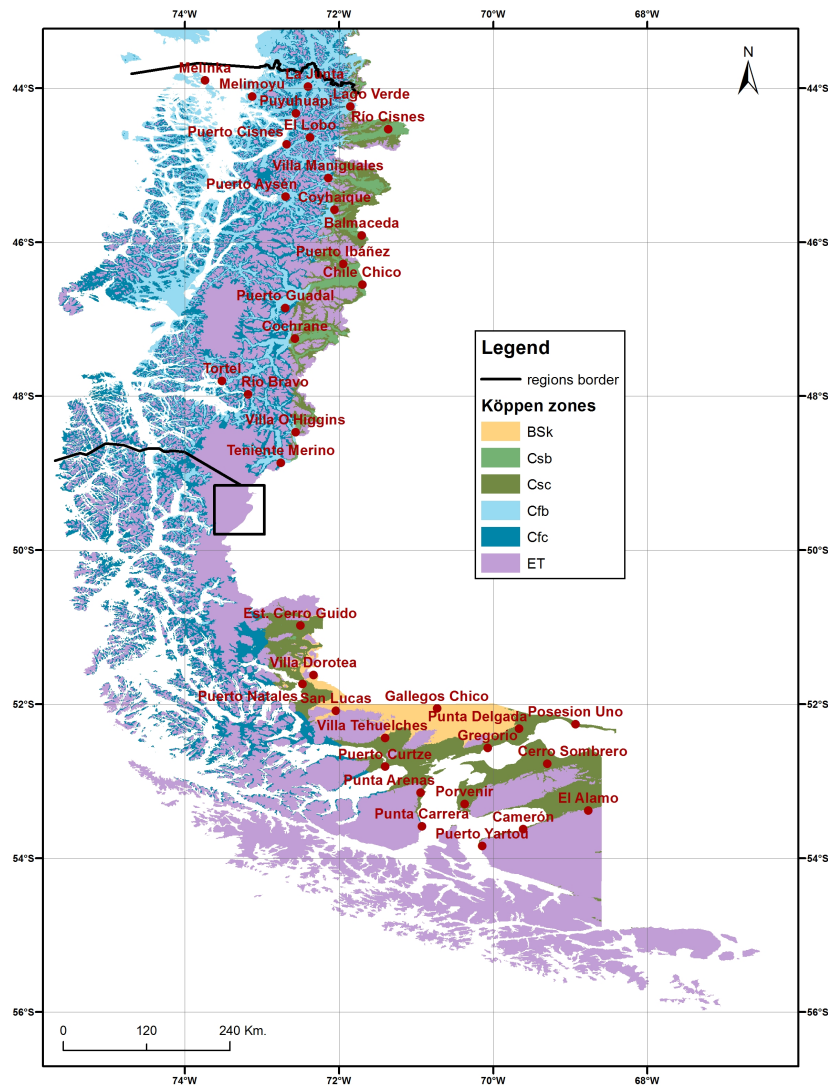 74°W 72°W 70°W 68°W
N
44°S 44°S
Melinka
La Junta
Melimoyu
Lago Verde
Puyuhuapi
Río Cisnes
El Lobo
Puerto Cisnes
Villa Maniguales
Puerto Aysén
Coyhaique
Balmaceda
46°S 46°S
Puerto Ibáñez
Chile Chico
Puerto Guadal
Cochrane
Legend
regions border
Köppen zones
BSk
Csb
Csc
Cfb
Cfc
ET
Tortel
Río Bravo
48°S 48°S
Villa O'Higgins
Teniente Merino
50°S 50°S
Est. Cerro Guido
Villa Dorotea
Puerto Natales
San Lucas
Gallegos Chico
52°S 52°S
Punta Delgada
Posesion Uno
Villa Tehuelches
Gregorio
Puerto Curtze
Cerro Sombrero
Punta Arenas
Porvenir
El Alamo
Punta Carrera
Camerón
Puerto Yartou
54°S 54°S
56°S 56°S
0 120 240 Km.
74°W 72°W 70°W 68°W